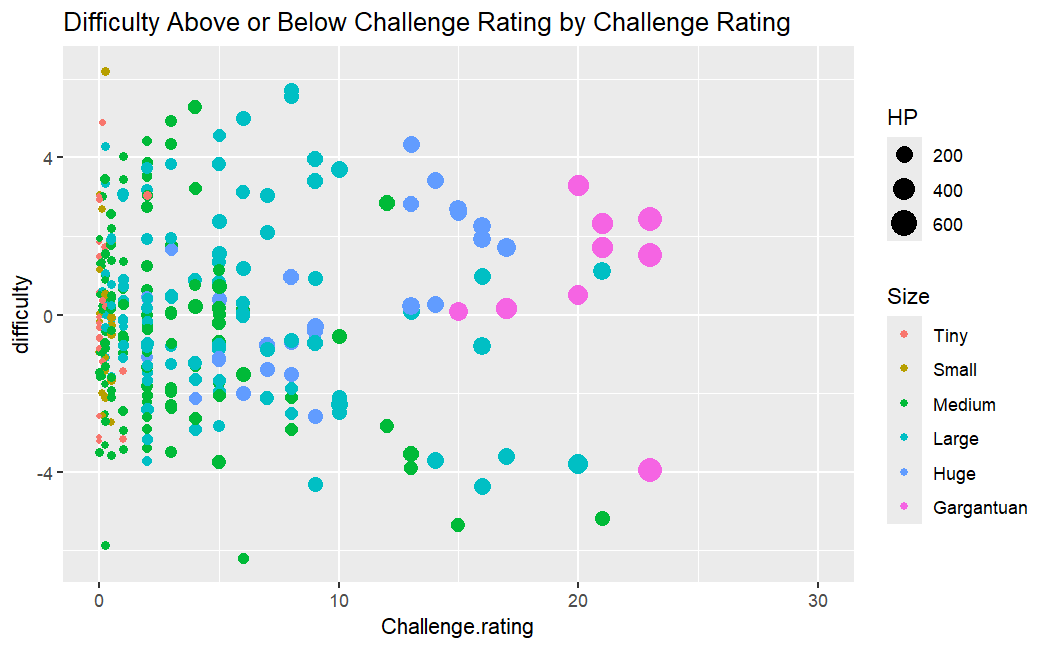 Difficulty Above or Below Challenge Rating by Challenge Rating
difficulty
4
0
-4
0
10
20
30
Challenge.rating
HP
200
400
600
Size
Tiny
Small
Medium
Large
Huge
Gargantuan